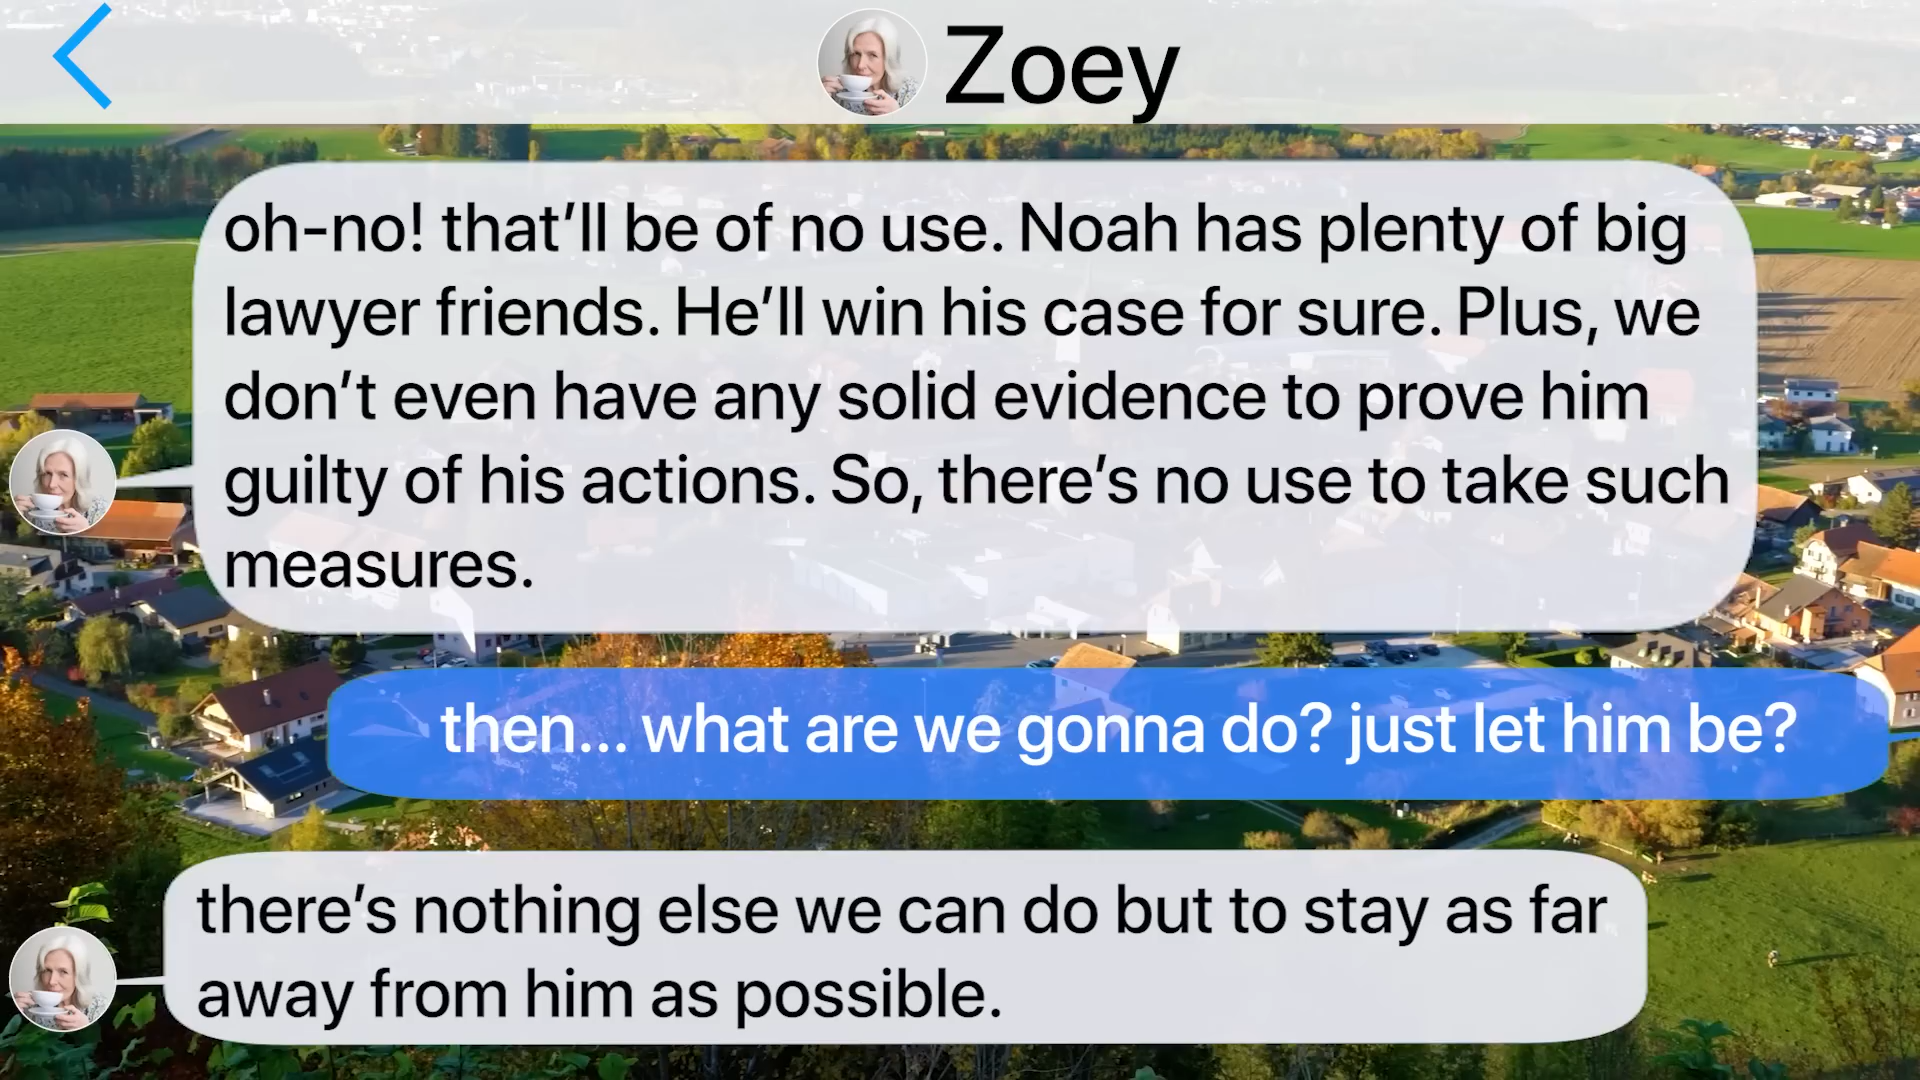 Zoey
oh-no! that’ll be of no use. Noah has plenty of big
lawyer friends. He’ll win his case for sure. Plus, we
don’t even have any solid evidence to prove him
guilty of his actions. So, there’s no use to take such
measures.
then... what are we gonna do? just let him be?
there’s nothing else we can do but to stay as far
away from him as possible.